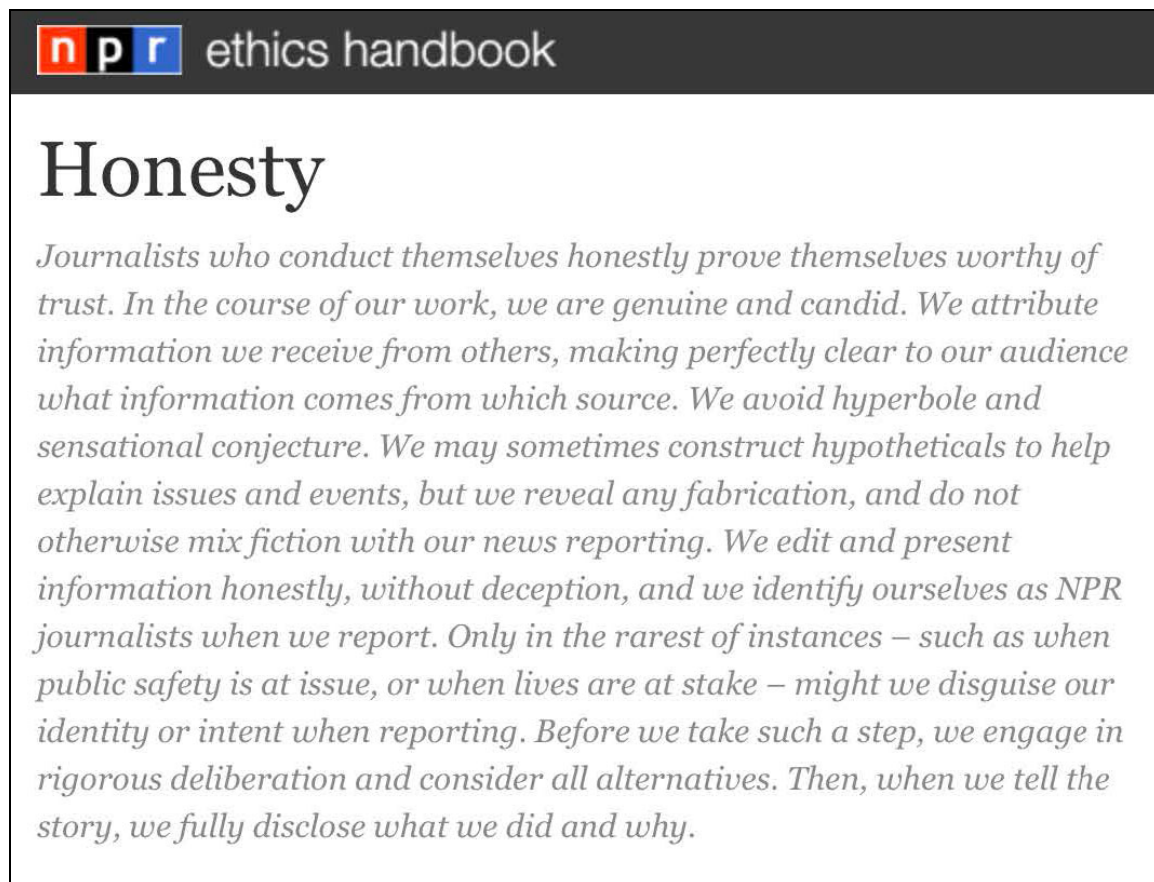 npr ethics handbook
Honesty
Journalists who conduct themselves honestly prove themselves worthy of
trust. In the course of our work, we are genuine and candid. We attribute
information we receive from others, making perfectly clear to our audience
what information comes from which source. We avoid hyperbole and
sensational conjecture. We may sometimes construct hypotheticals to help
explain issues and events, but we reveal any fabrication, and do not
otherwise mix fiction with our news reporting. We edit and present
information honestly, without deception, and we identify ourselves as NPR
journalists when we report. Only in the rarest of instances – such as when
public safety is at issue, or when lives are at stake – might we disguise our
identity or intent when reporting. Before we take such a step, we engage in
rigorous deliberation and consider all alternatives. Then, when we tell the
story, we fully disclose what we did and why.